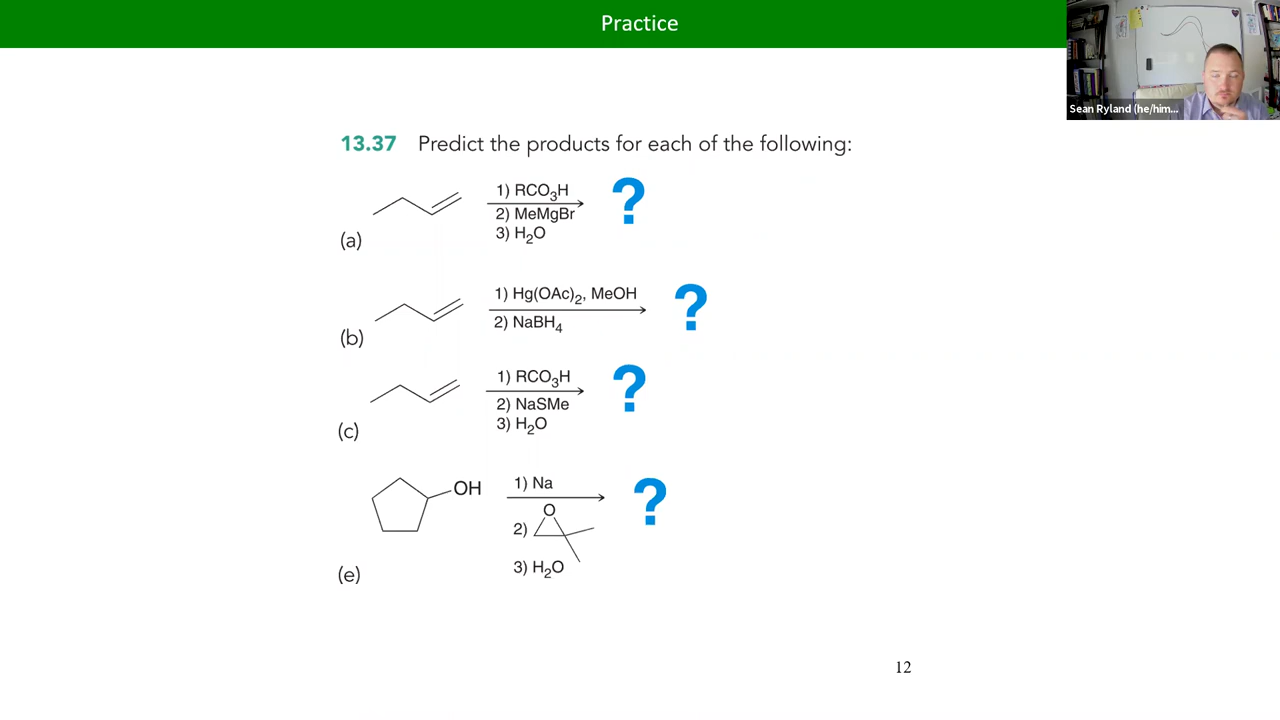 Practice
Sean Ryland (he/him...
13.37 Predict the products for each of the following:
1) RCO₃H
2) MeMgBr
3) H₂O
?
(a)
1) Hg(OAc)₂, MeOH
2) NaBH₄
?
(b)
1) RCO₃H
2) NaSMe
3) H₂O
?
(c)
OH
1) Na
O
2)
3) H₂O
?
(e)
12